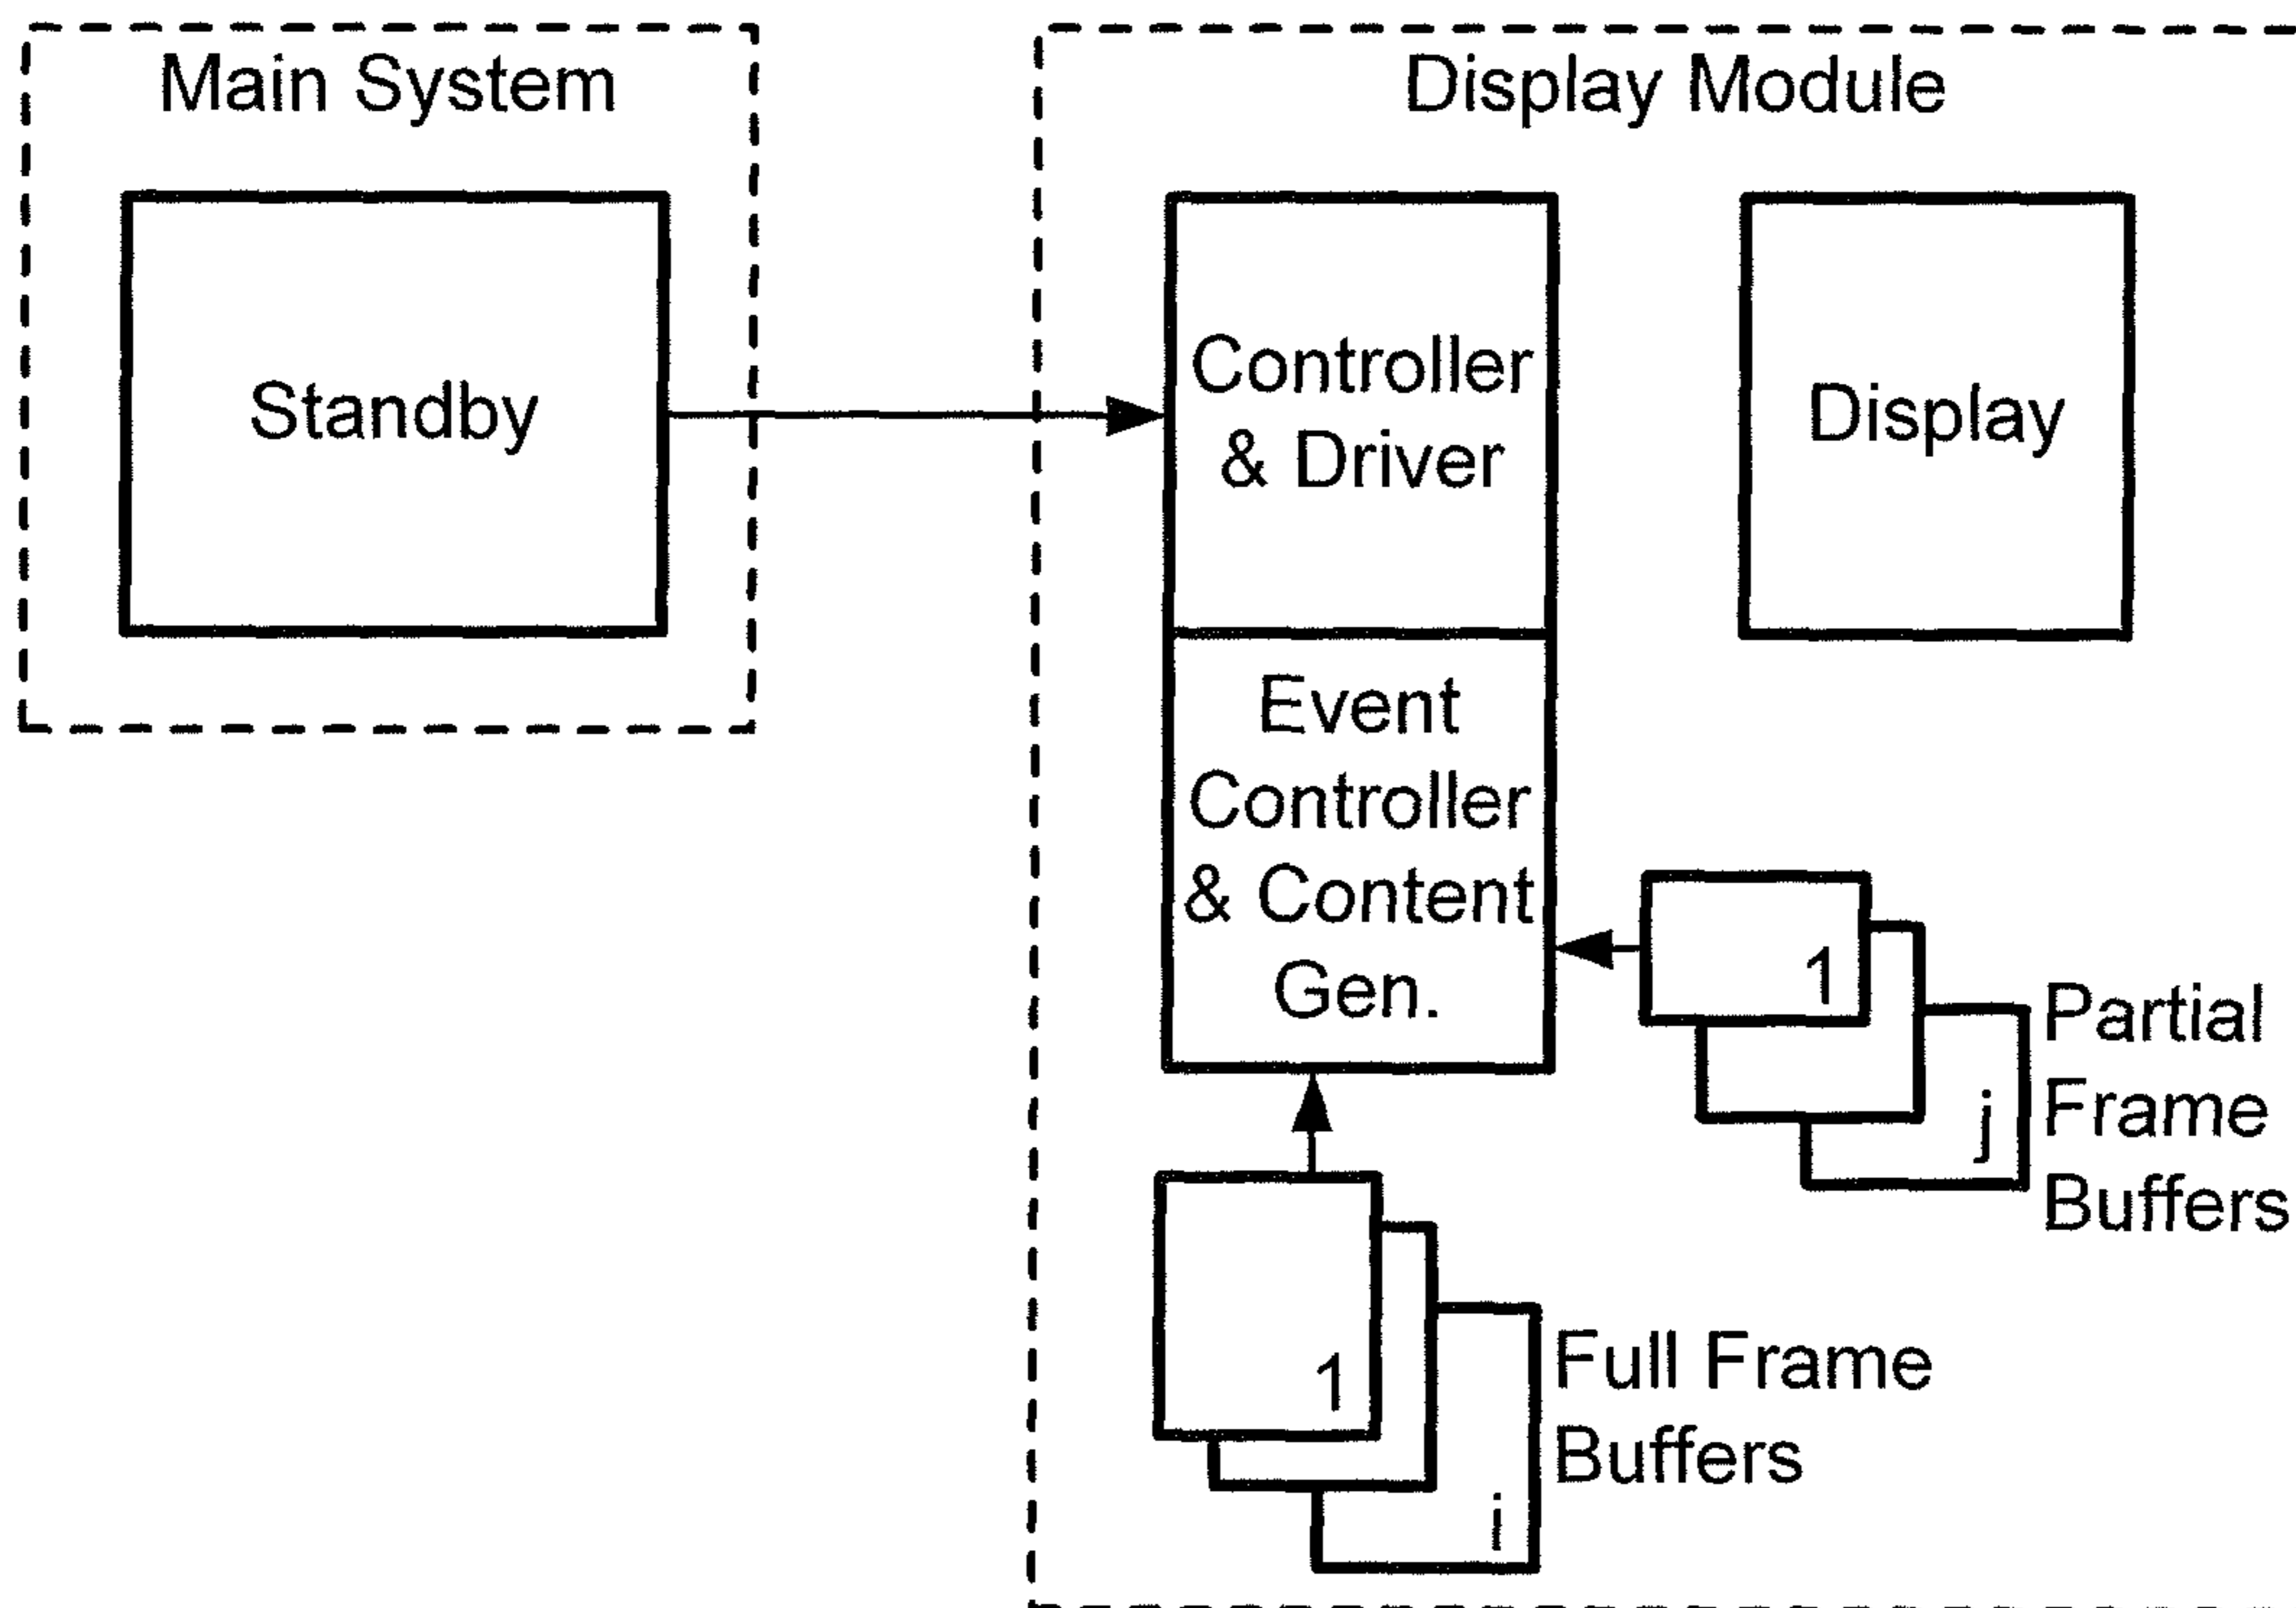 Main System
Standby
Display Module
Controller
& Driver
Display
Event
Controller
& Content
Gen.
1
j
Partial
Frame
Buffers
1
i
Full Frame
Buffers